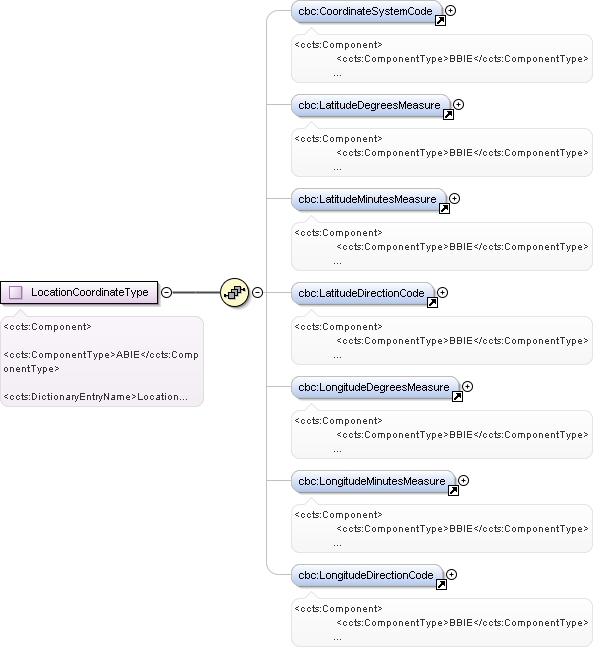 cbc:CoordinateSystemCode
<ccts:Component>
<ccts:ComponentType>BBIE</ccts:ComponentType>
...
cbc:LatitudeDegreesMeasure
<ccts:Component>
<ccts:ComponentType>BBIE</ccts:ComponentType>
...
cbc:LatitudeMinutesMeasure
<ccts:Component>
<ccts:ComponentType>BBIE</ccts:ComponentType>
...
LocationCoordinateType
<ccts:Component>
<ccts:ComponentType>ABIE</ccts:Comp
onentType>
<ccts:DictionaryEntryName>Location...
cbc:LatitudeDirectionCode
<ccts:Component>
<ccts:ComponentType>BBIE</ccts:ComponentType>
...
cbc:LongitudeDegreesMeasure
<ccts:Component>
<ccts:ComponentType>BBIE</ccts:ComponentType>
...
cbc:LongitudeMinutesMeasure
<ccts:Component>
<ccts:ComponentType>BBIE</ccts:ComponentType>
...
cbc:LongitudeDirectionCode
<ccts:Component>
<ccts:ComponentType>BBIE</ccts:ComponentType>
...